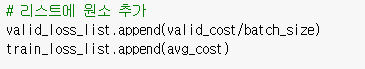 # 리스트에 원소 추가
valid_loss_list.append(valid_cost/batch_size)
train_loss_list.append(avg_cost)